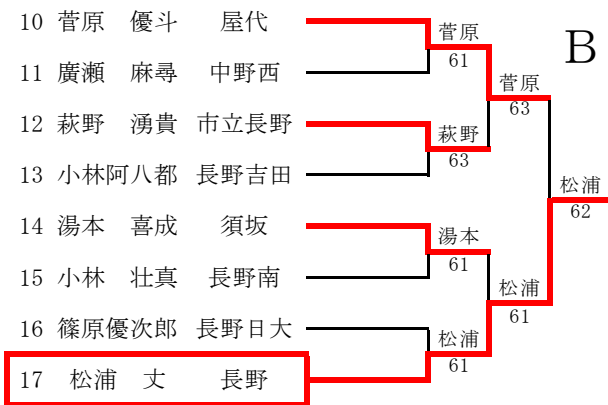 10 菅原　優斗　屋代
11 廣瀬　麻尋　中野西
12 萩野　湧貴　市立長野
13 小林阿八都　長野吉田
14 湯本　喜成　須坂
15 小林　壮真　長野南
16 篠原優次郎　長野日大
17 松浦　丈　長野
菅原
61
萩野
63
湯本
61
松浦
61
菅原
63
松浦
61
松浦
62
B